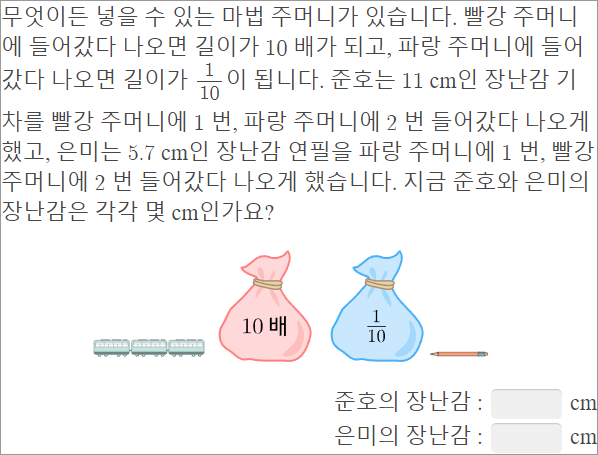 무엇이든 넣을 수 있는 마법 주머니가 있습니다. 빨강 주머니
에 들어갔다 나오면 길이가 10 배가 되고, 파랑 주머니에 들어
갔다 나오면 길이가 1/10이 됩니다. 준호는 11 cm인 장난감 기
차를 빨강 주머니에 1 번, 파랑 주머니에 2 번 들어갔다 나오게
했고, 은미는 5.7 cm인 장난감 연필을 파랑 주머니에 1 번, 빨강
주머니에 2 번 들어갔다 나오게 했습니다. 지금 준호와 은미의
장난감은 각각 몇 cm인가요?
10 배
1/10
준호의 장난감 : cm
은미의 장난감 : cm